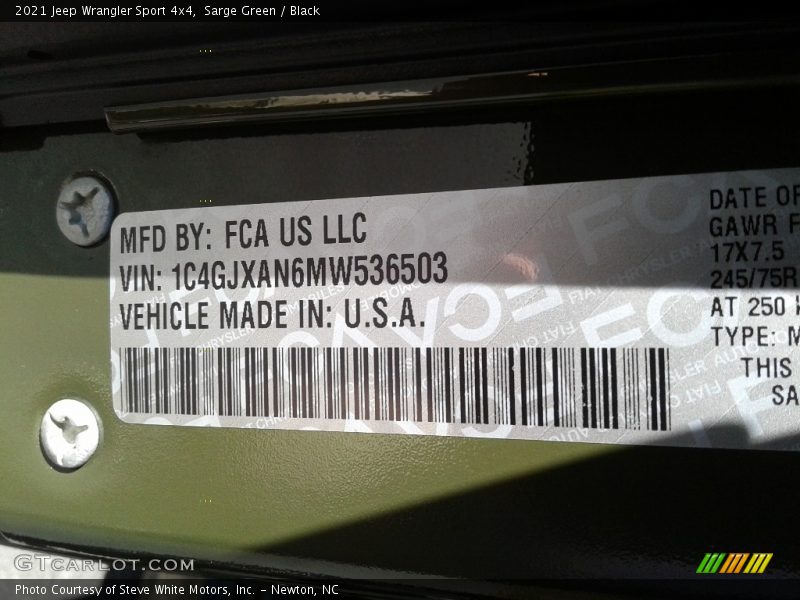 2021 Jeep Wrangler Sport 4x4, Sarge Green / Black
MFD BY: FCA US LLC
VIN: 1C4GJXAN6MW536503
VEHICLE MADE IN: U.S.A.
DATE OF
GAWR F
17X7.5
245/75R
AT 250
TYPE: M
THIS
SA
GTCARLOT.COM
Photo Courtesy of Steve White Motors, Inc. – Newton, NC